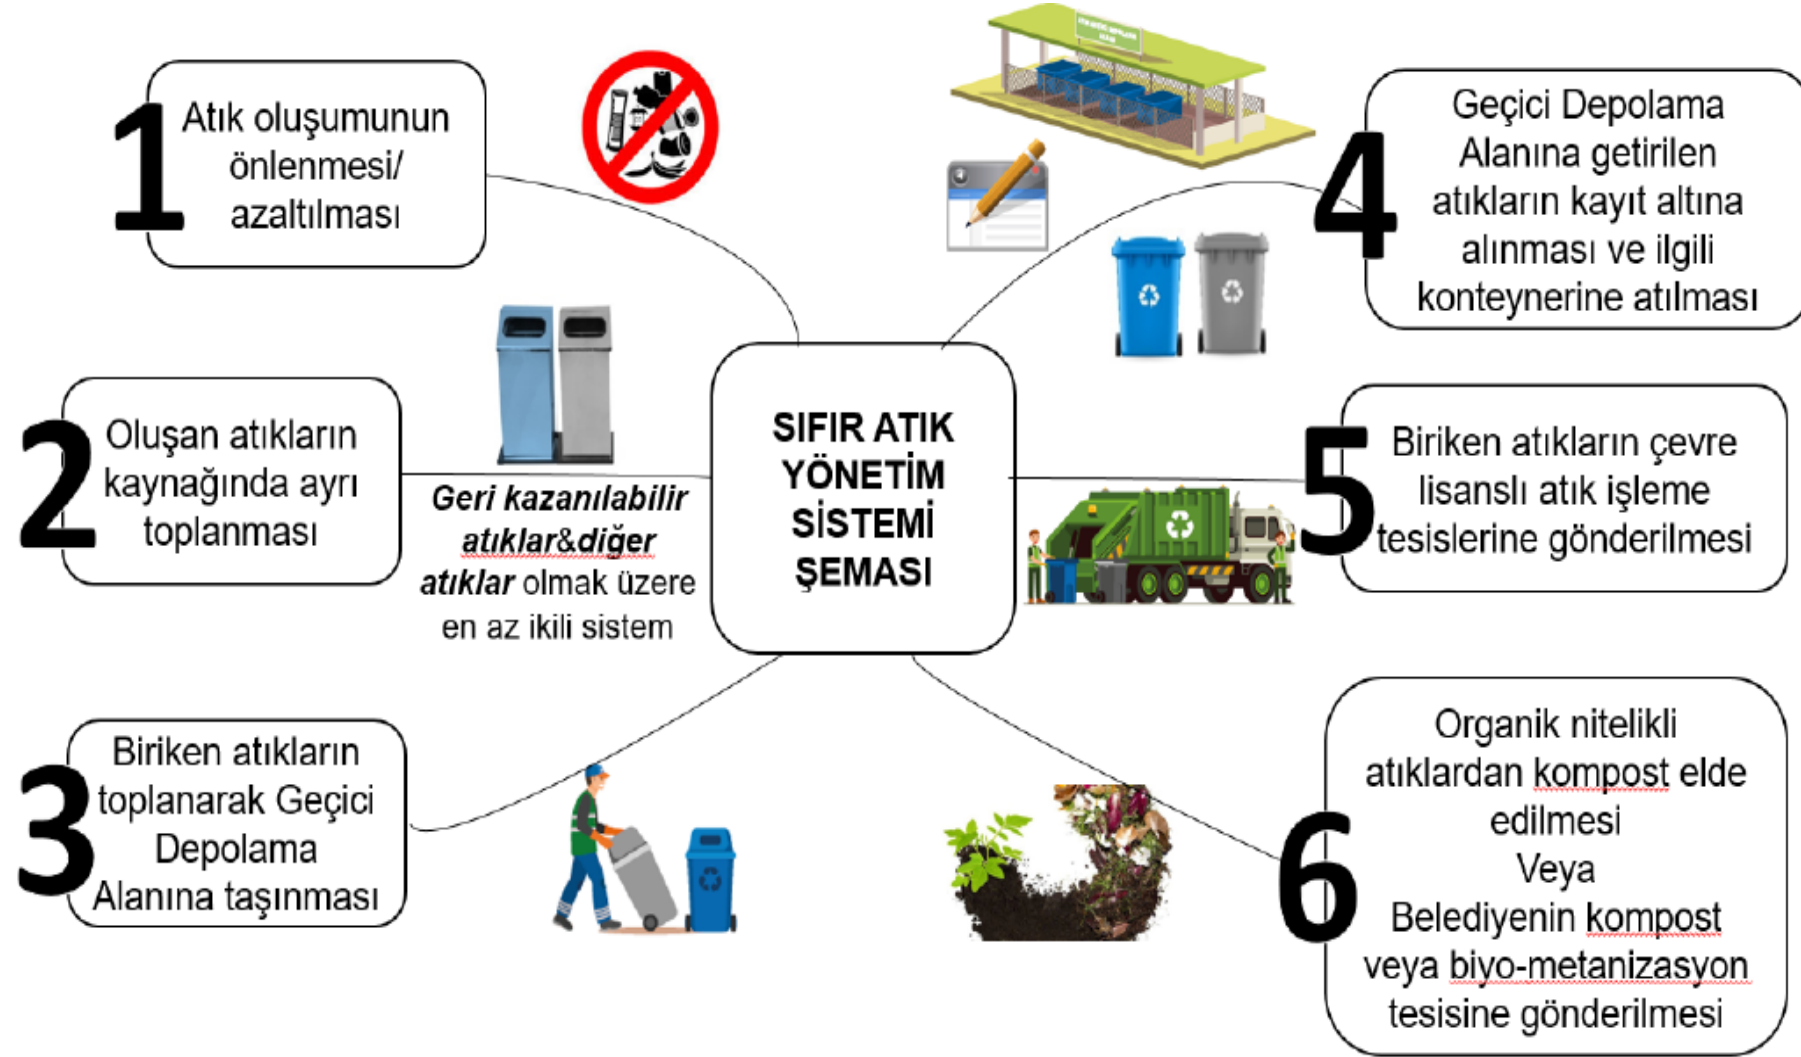 1
Atık oluşumunun
önlenmesi/
azaltılması
2
Oluşan atıkların
kaynağında ayrı
toplanması
Geri kazanılabilir
atıklar&diğer
atıklar olmak üzere
en az ikili sistem
3
Biriken atıkların
toplanarak Geçici
Depolama
Alanına taşınması
SIFIR ATIK
YÖNETİM
SİSTEMİ
ŞEMASI
4
Geçici Depolama
Alanına getirilen
atıkların kayıt altına
alınması ve ilgili
konteynerine atılması
5
Biriken atıkların çevre
lisanslı atık işleme
tesislerine gönderilmesi
6
Organik nitelikli
atıklardan kompost elde
edilmesi
Veya
Belediyenin kompost
veya biyo-metanizasyon
tesisine gönderilmesi